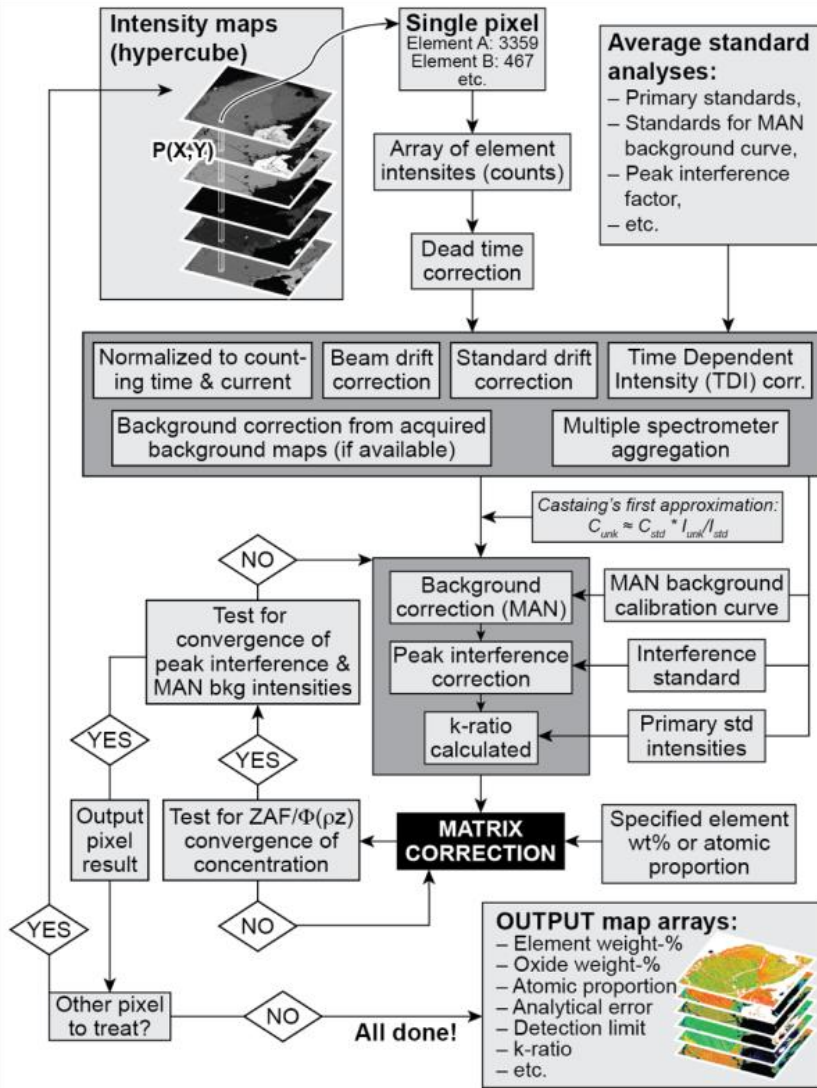 Intensity maps
(hypercube)
P(X;Y)
Single pixel
Element A: 3359
Element B: 467
etc.
Average standard
analyses:
– Primary standards,
– Standards for MAN
background curve,
– Peak interference
factor,
– etc.
Array of element
intensites (counts)
Dead time
correction
Normalized to count-
ing time & current
Beam drift
correction
Standard drift
correction
Time Dependent
Intensity (TDI) corr.
Background correction from acquired
background maps (if available)
Multiple spectrometer
aggregation
Castaing's first approximation:
C_unk ≈ C_std * I_unk/I_std
NO
Test for
convergence of
peak interference &
MAN bkg intensities
Background
correction (MAN)
MAN background
calibration curve
Peak interference
correction
Interference
standard
k-ratio
calculated
Primary std
intensities
YES
YES
Output
pixel
result
Test for ZAF/Φ(ρz)
convergence of
concentration
MATRIX
CORRECTION
Specified element
wt% or atomic
proportion
NO
YES
Other pixel
to treat?
NO
All done!
OUTPUT map arrays:
– Element weight-%
– Oxide weight-%
– Atomic proportion
– Analytical error
– Detection limit
– k-ratio
– etc.